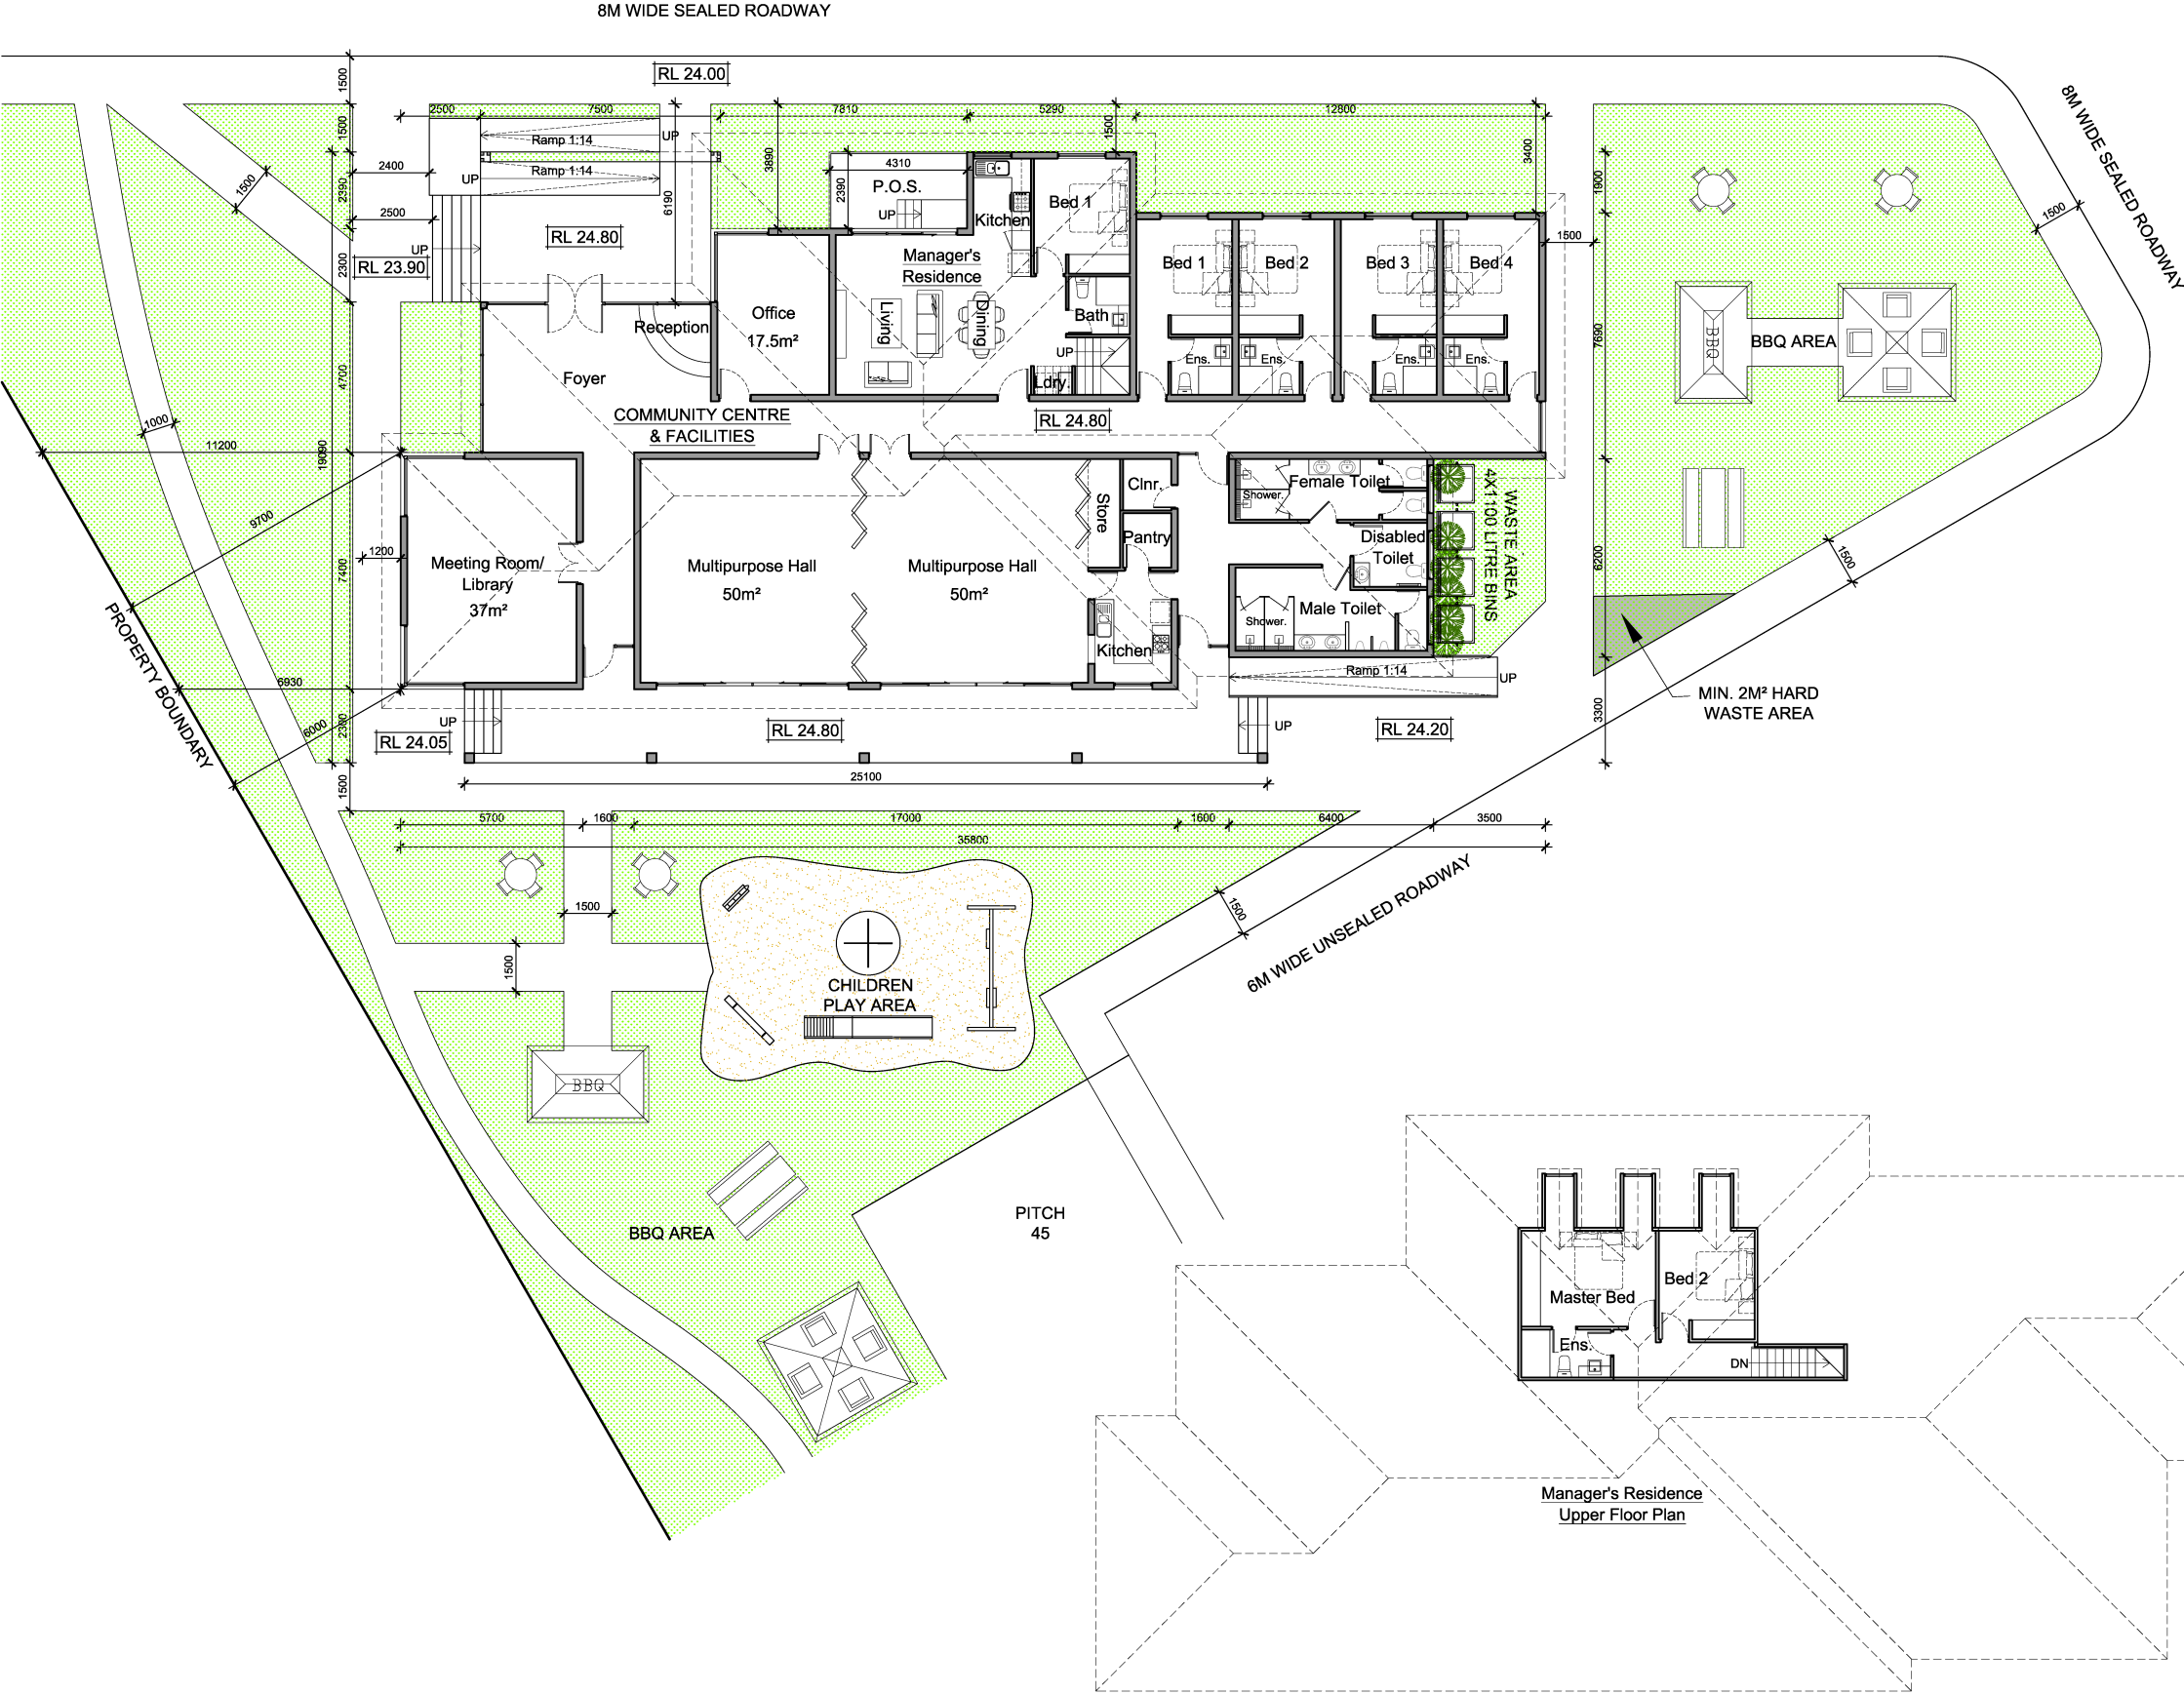 8M WIDE SEALED ROADWAY
RL 24.00
8M WIDE SEALED ROADWAY
1500
2500
7500
7810
5290
12800
UP
Ramp 1:14
UP
Ramp 1:14
1500
1500
2390
2300
4700
19090
7400
2300
1500
2400
2500
1500
6190
3890
2390
4310
1500
3400
1900
7690
6200
3300
1500
1500
P.O.S.
UP
Kitchen
Bed 1
RL 24.80
UP
RL 23.90
Manager's
Residence
Bed 1
Bed 2
Bed 3
Bed 4
Office
17.5m²
Reception
Living
Dining
Bath
UP
Ldry.
Ens.
Ens.
Ens.
Ens.
BBQ
BBQ AREA
Foyer
COMMUNITY CENTRE
& FACILITIES
RL 24.80
1000
11200
9700
1200
6930
6000
PROPERTY BOUNDARY
Meeting Room/
Library
37m²
Multipurpose Hall
50m²
Multipurpose Hall
50m²
Store
Clnr.
Pantry
Kitchen
Female Toilet
Shower.
Disabled
Toilet
Male Toilet
Shower.
WASTE AREA
4X1100 LITRE BINS
1500
Ramp 1:14
UP
MIN. 2M² HARD
WASTE AREA
UP
RL 24.05
RL 24.80
UP
RL 24.20
25100
5700
1600
17000
1600
6400
3500
35800
1500
1500
1500
6M WIDE UNSEALED ROADWAY
CHILDREN
PLAY AREA
BBQ
BBQ AREA
PITCH
45
Master Bed
Bed 2
Ens.
DN
Manager's Residence
Upper Floor Plan